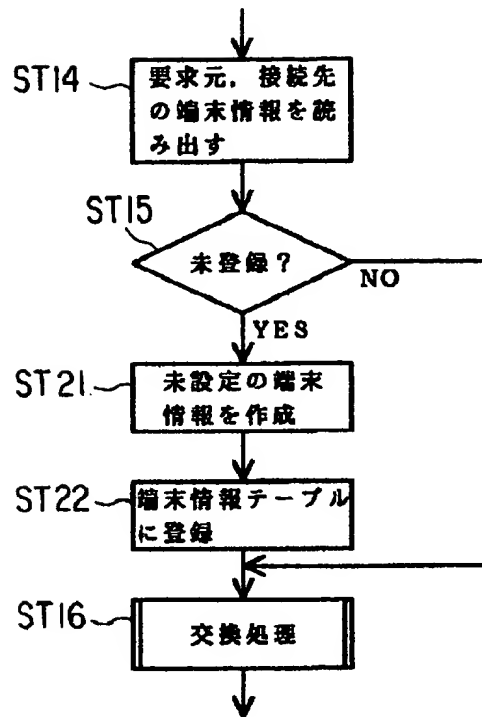 ST14
要求元，接続先
の端末情報を読
み出す
ST15
未登録？
NO
YES
ST21
未設定の端末
情報を作成
ST22
端末情報テーブル
に登録
ST16
交換処理